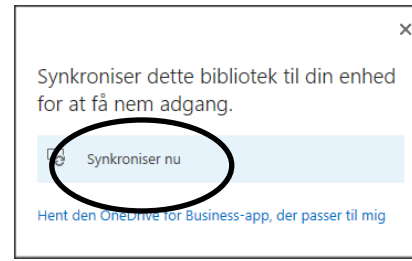 Synkroniser dette bibliotek til din enhed
for at få nem adgang.
Synkroniser nu
Hent den OneDrive for Business-app, der passer til mig